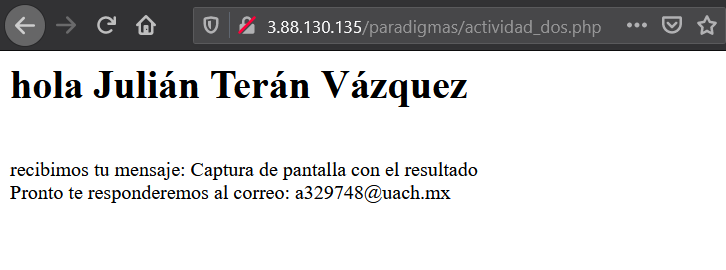 3.88.130.135/paradigmas/actividad_dos.php
hola Julián Terán Vázquez
recibimos tu mensaje: Captura de pantalla con el resultado
Pronto te responderemos al correo: a329748@uach.mx